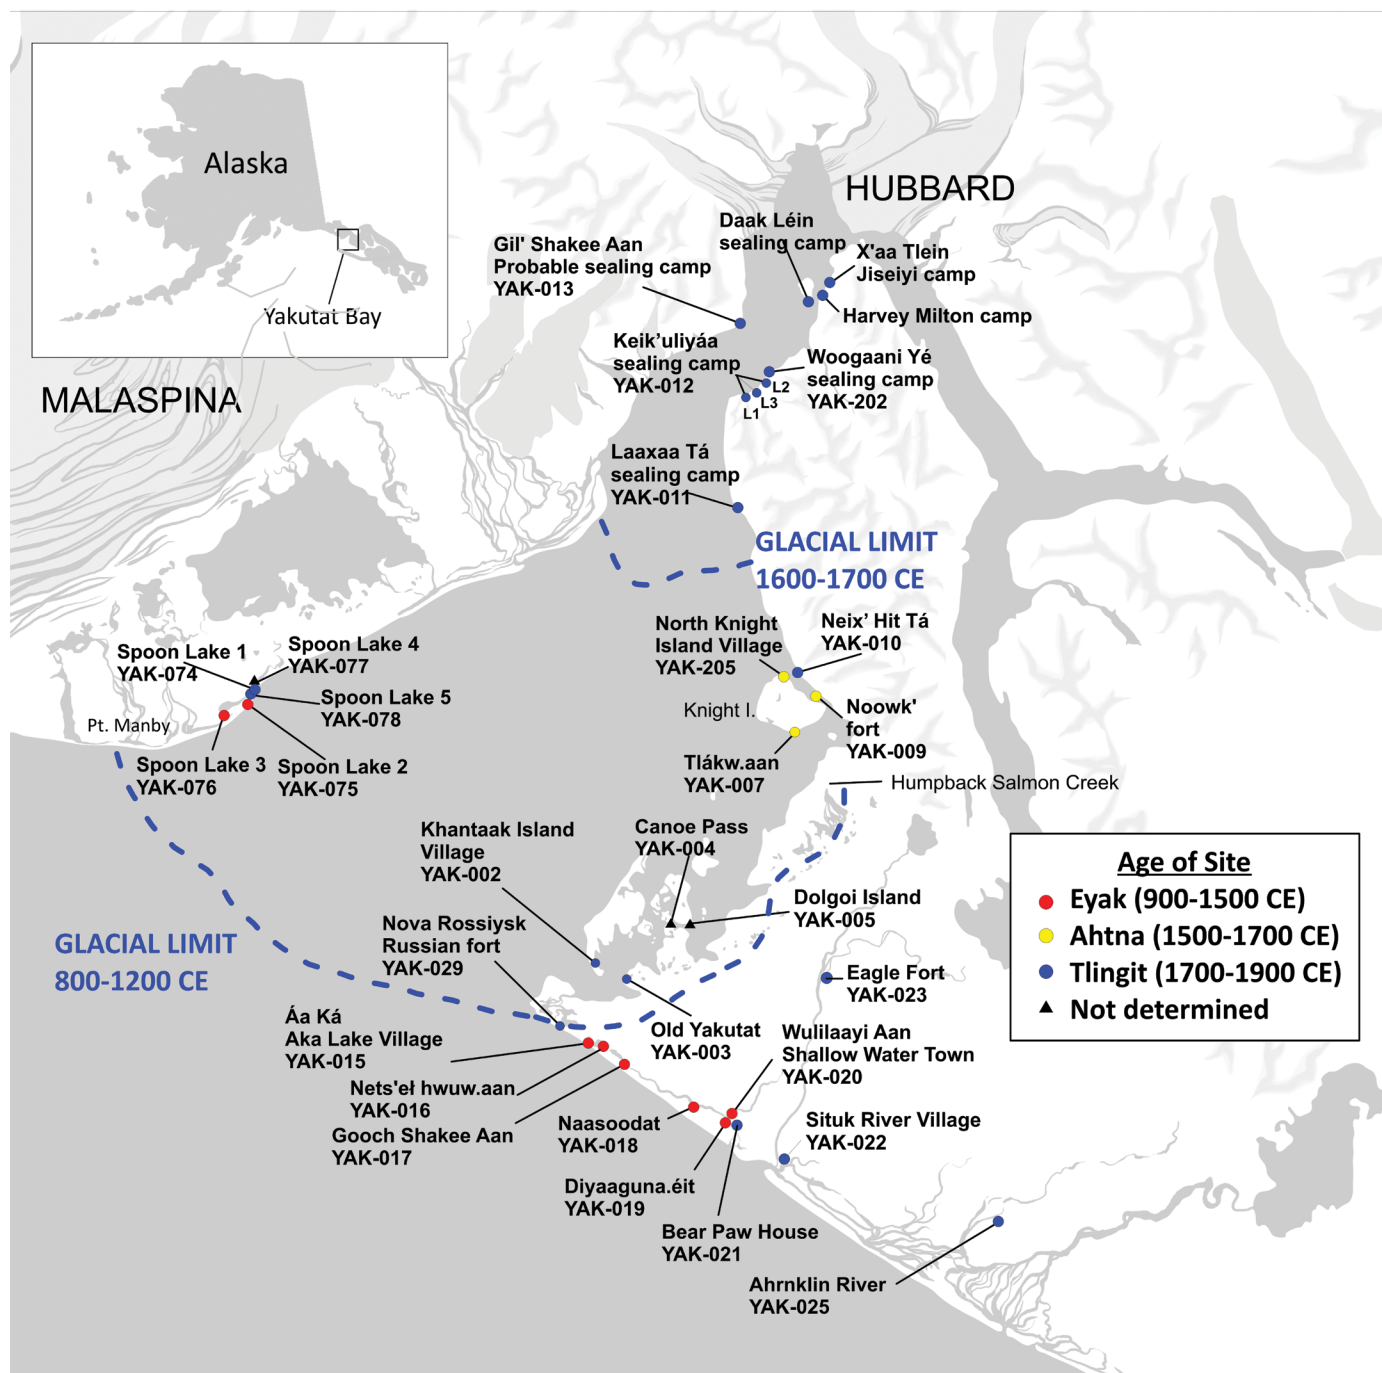 Alaska
Yakutat Bay
HUBBARD
MALASPINA
Daak Léin
sealing camp
Gil' Shakee Aan
Probable sealing camp
YAK-013
X'aa Tlein
Jiseiyi camp
Harvey Milton camp
Keik’uliyáa
sealing camp
YAK-012
Woogaani Yé
sealing camp
YAK-202
L2
L3
L1
Laaxaa Tá
sealing camp
YAK-011
GLACIAL LIMIT
1600-1700 CE
North Knight
Island Village
YAK-205
Neix’ Hit Tá
YAK-010
Spoon Lake 1
YAK-074
Spoon Lake 4
YAK-077
Spoon Lake 5
YAK-078
Pt. Manby
Knight I.
Noowk'
fort
YAK-009
Spoon Lake 3
YAK-076
Spoon Lake 2
YAK-075
Tlákw.aan
YAK-007
Humpback Salmon Creek
Khantaak Island
Village
YAK-002
Canoe Pass
YAK-004
Dolgoi Island
YAK-005
Age of Site
Eyak (900-1500 CE)
Ahtna (1500-1700 CE)
Tlingit (1700-1900 CE)
Not determined
GLACIAL LIMIT
800-1200 CE
Nova Rossiysk
Russian fort
YAK-029
Eagle Fort
YAK-023
Áa Ká
Aka Lake Village
YAK-015
Old Yakutat
YAK-003
Wulilaayi Aan
Shallow Water Town
YAK-020
Nets'eł hwuw.aan
YAK-016
Gooch Shakee Aan
YAK-017
Naasoodat
YAK-018
Situk River Village
YAK-022
Diyaaguna.éit
YAK-019
Bear Paw House
YAK-021
Ahrnklin River
YAK-025